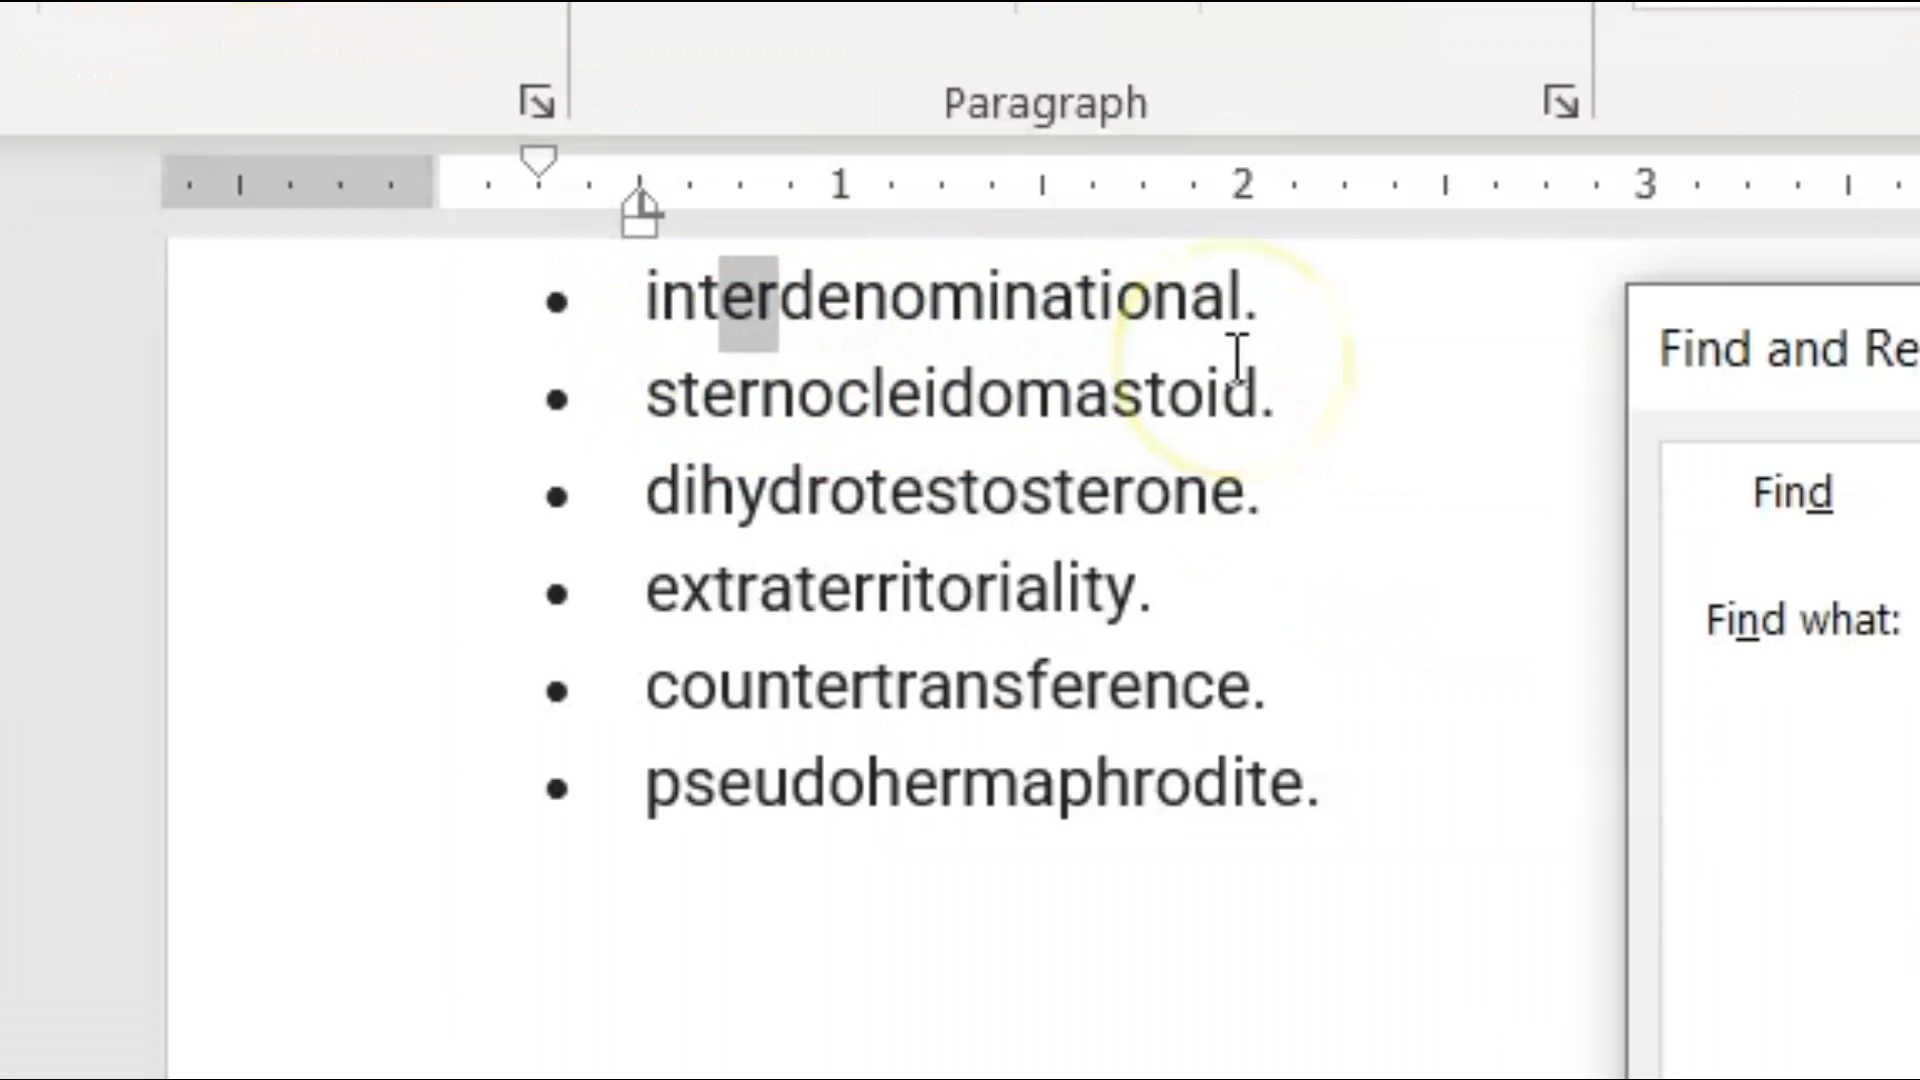 Paragraph
1 2 3
• interdenominational.
Find and Re
• sternocleidomastoid.
• dihydrotestosterone.
Find
• extraterritoriality.
Find what:
• countertransference.
• pseudohermaphrodite.